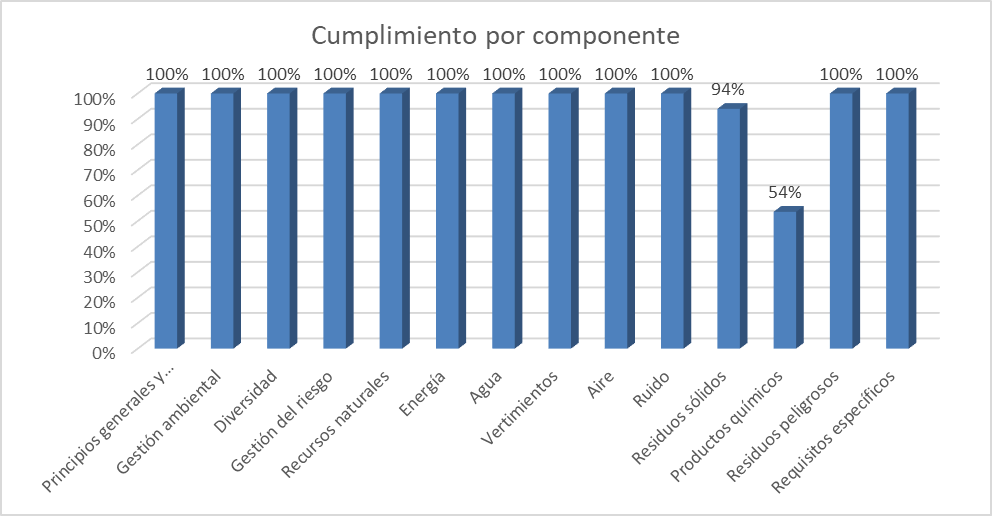 Cumplimiento por componente
100% 100% 100% 100% 100% 100% 100% 100% 100% 100% 94% 54% 100% 100%
100%
90%
80%
70%
60%
50%
40%
30%
20%
10%
0%
Principios generales y...
Gestión ambiental
Diversidad
Gestión del riesgo
Recursos naturales
Energía
Agua
Vertimientos
Aire
Ruido
Residuos sólidos
Productos químicos
Residuos peligrosos
Requisitos específicos